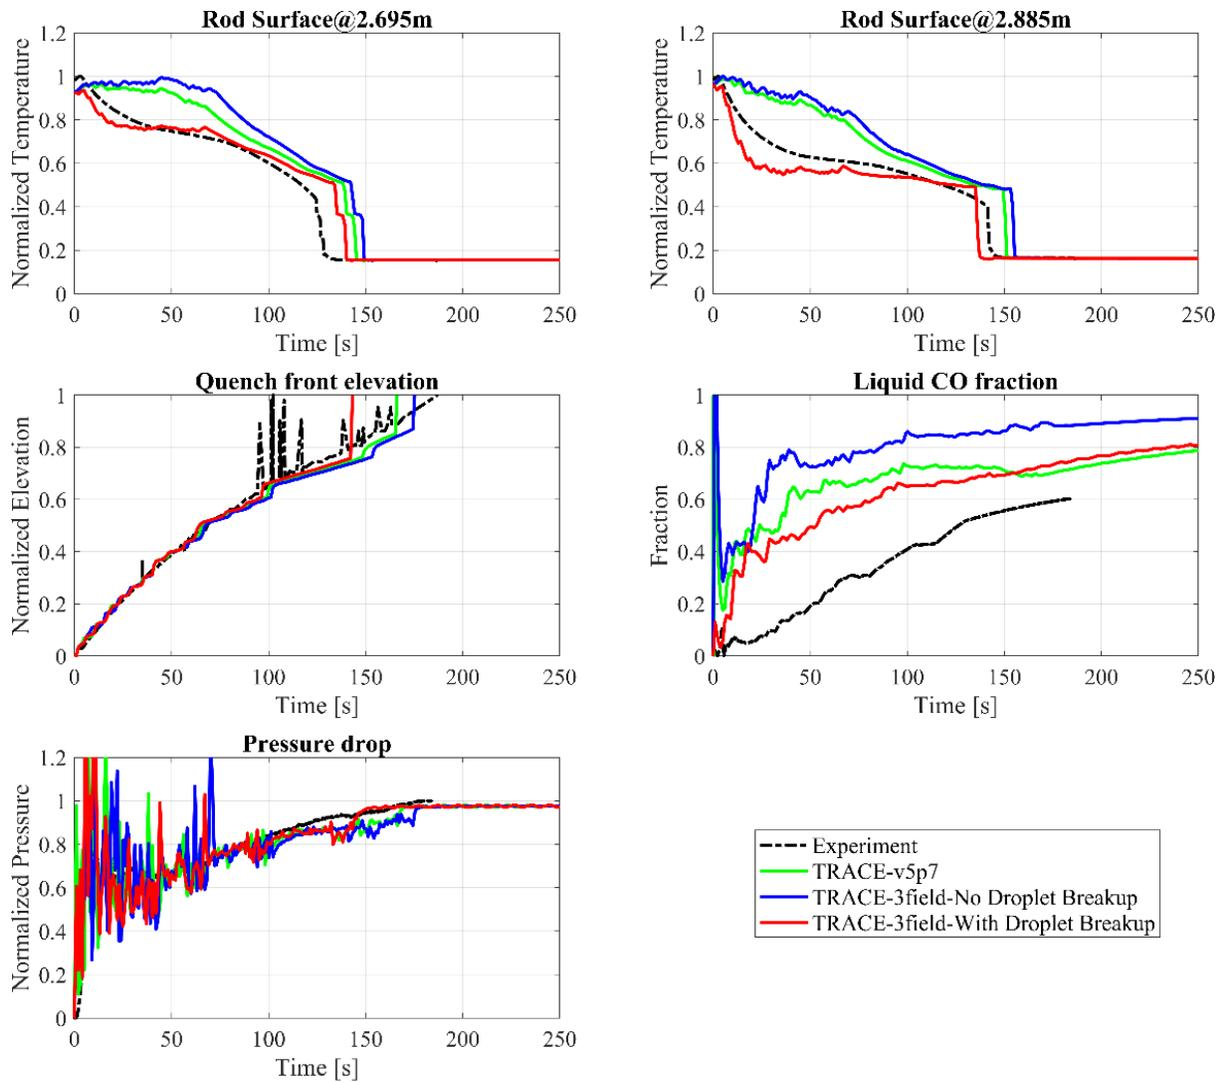 Rod Surface@2.695m
Normalized Temperature
1.2
1
0.8
0.6
0.4
0.2
0
0 50 100 150 200 250
Time [s]
Rod Surface@2.885m
Normalized Temperature
1.2
1
0.8
0.6
0.4
0.2
0
0 50 100 150 200 250
Time [s]
Quench front elevation
Normalized Elevation
1
0.8
0.6
0.4
0.2
0
0 50 100 150 200 250
Time [s]
Liquid CO fraction
Fraction
1
0.8
0.6
0.4
0.2
0
0 50 100 150 200 250
Time [s]
Pressure drop
Normalized Pressure
1.2
1
0.8
0.6
0.4
0.2
0
0 50 100 150 200 250
Time [s]
Experiment
TRACE-v5p7
TRACE-3field-No Droplet Breakup
TRACE-3field-With Droplet Breakup